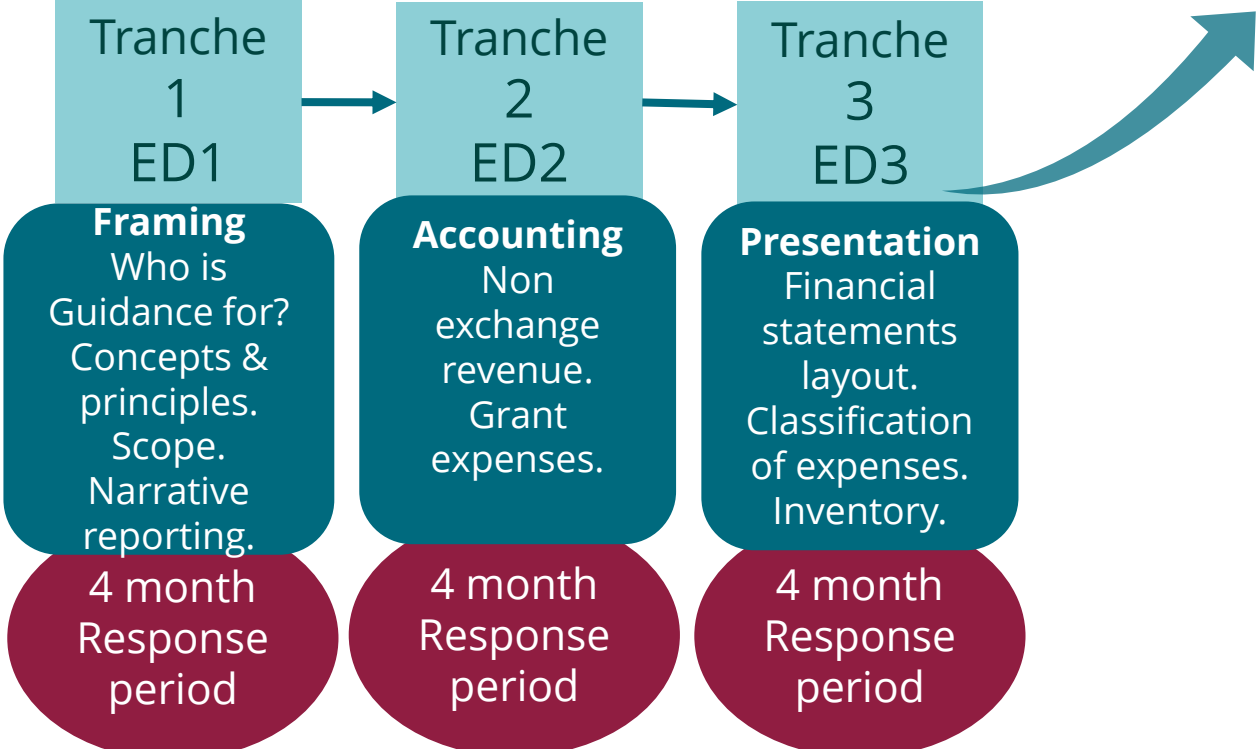 Tranche
1
ED1
Framing
Who is
Guidance for?
Concepts &
principles.
Scope.
Narrative
reporting.
4 month
Response
period
Tranche
2
ED2
Accounting
Non
exchange
revenue.
Grant
expenses.
4 month
Response
period
Tranche
3
ED3
Presentation
Financial
statements
layout.
Classification
of expenses.
Inventory.
4 month
Response
period